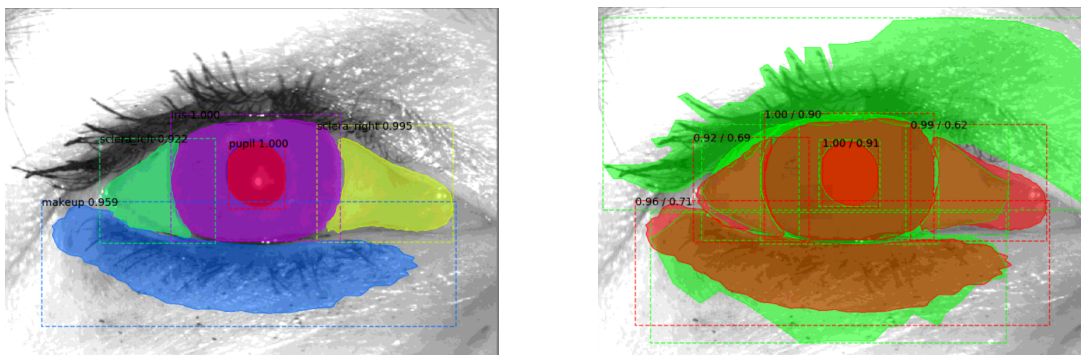 iris 1.000
sclera_left 0.922
sclera_right 0.995
pupil 1.000
makeup 0.959
1.00 / 0.90
0.92 / 0.69
0.99 / 0.62
1.00 / 0.91
0.96 / 0.71